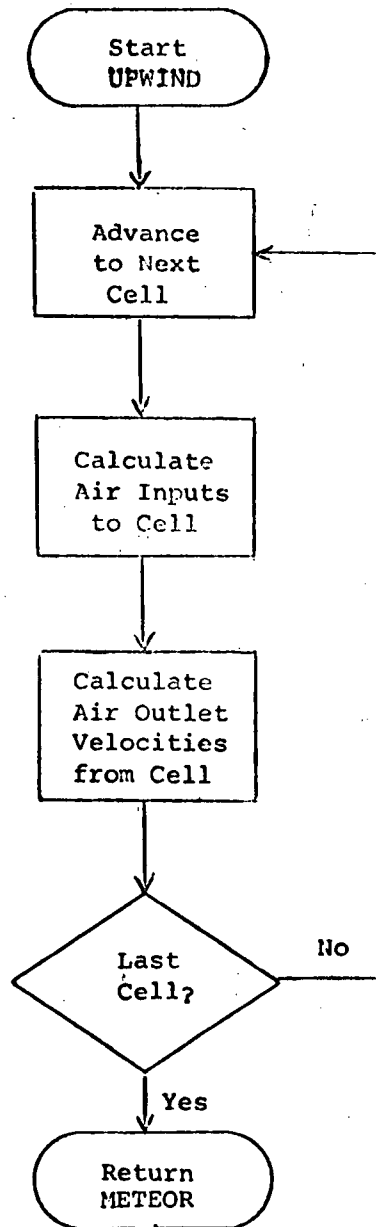 Start
UPWIND
Advance
to Next
Cell
Calculate
Air Inputs
to Cell
Calculate
Air Outlet
Velocities
from Cell
Last
Cell?
No
Yes
Return
METEOR